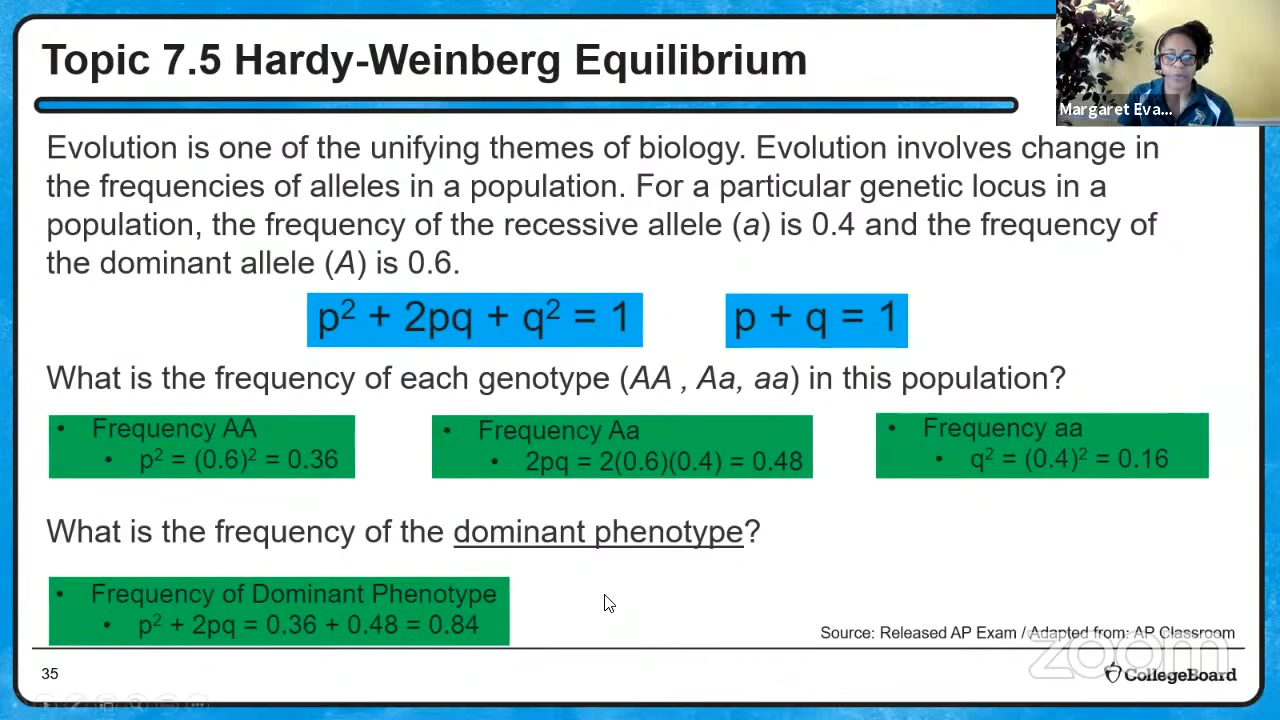 Topic 7.5 Hardy-Weinberg Equilibrium
Margaret Eva...
Evolution is one of the unifying themes of biology. Evolution involves change in
the frequencies of alleles in a population. For a particular genetic locus in a
population, the frequency of the recessive allele (a) is 0.4 and the frequency of
the dominant allele (A) is 0.6.
p² + 2pq + q² = 1
p + q = 1
What is the frequency of each genotype (AA , Aa, aa) in this population?
• Frequency AA
• p² = (0.6)² = 0.36
• Frequency Aa
• 2pq = 2(0.6)(0.4) = 0.48
• Frequency aa
• q² = (0.4)² = 0.16
What is the frequency of the dominant phenotype?
• Frequency of Dominant Phenotype
• p² + 2pq = 0.36 + 0.48 = 0.84
Source: Released AP Exam / Adapted from: AP Classroom
zoom
35
CollegeBoard